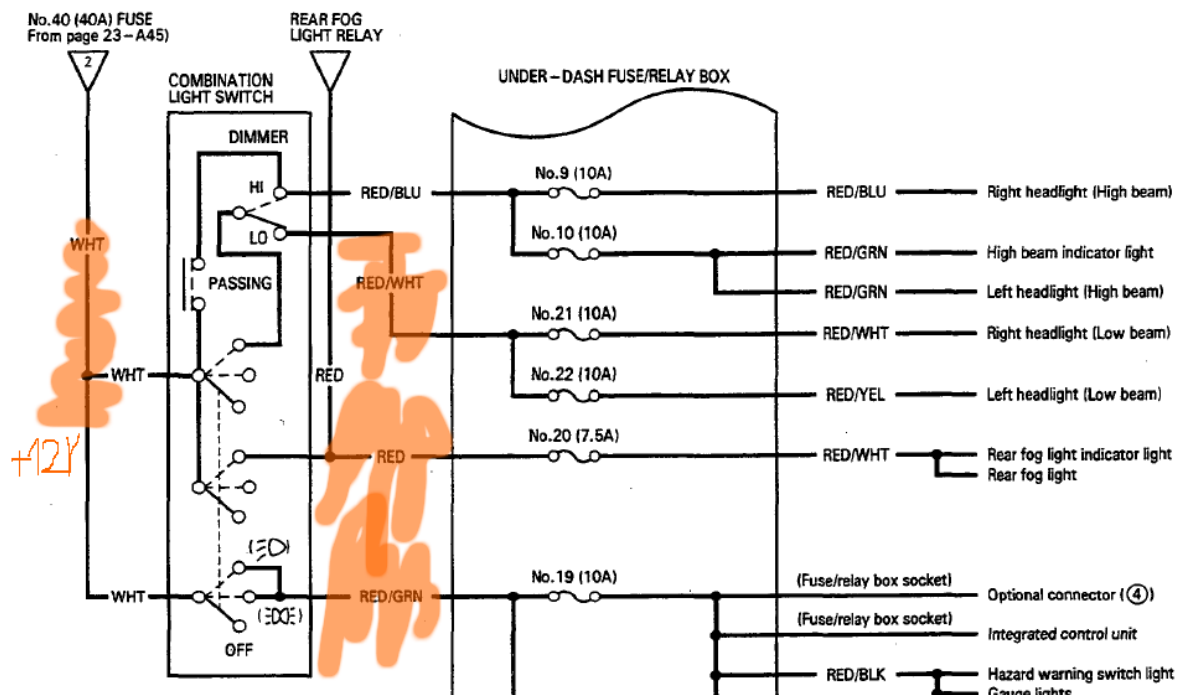 No.40 (40A) FUSE
From page 23-A45)
2
REAR FOG
LIGHT RELAY
COMBINATION
LIGHT SWITCH
UNDER-DASH FUSE/RELAY BOX
DIMMER
HI
LO
PASSING
WHT
WHT
+12V
RED/BLU
No.9 (10A)
RED/BLU
Right headlight (High beam)
No.10 (10A)
RED/GRN
High beam indicator light
RED/GRN
Left headlight (High beam)
RED/WHT
No.21 (10A)
RED/WHT
Right headlight (Low beam)
RED
No.22 (10A)
RED/YEL
Left headlight (Low beam)
RED
No.20 (7.5A)
RED/WHT
Rear fog light indicator light
Rear fog light
WHT
OFF
RED/GRN
No.19 (10A)
(Fuse/relay box socket)
Optional connector (④)
(Fuse/relay box socket)
Integrated control unit
RED/BLK
Hazard warning switch light
Gauge lights